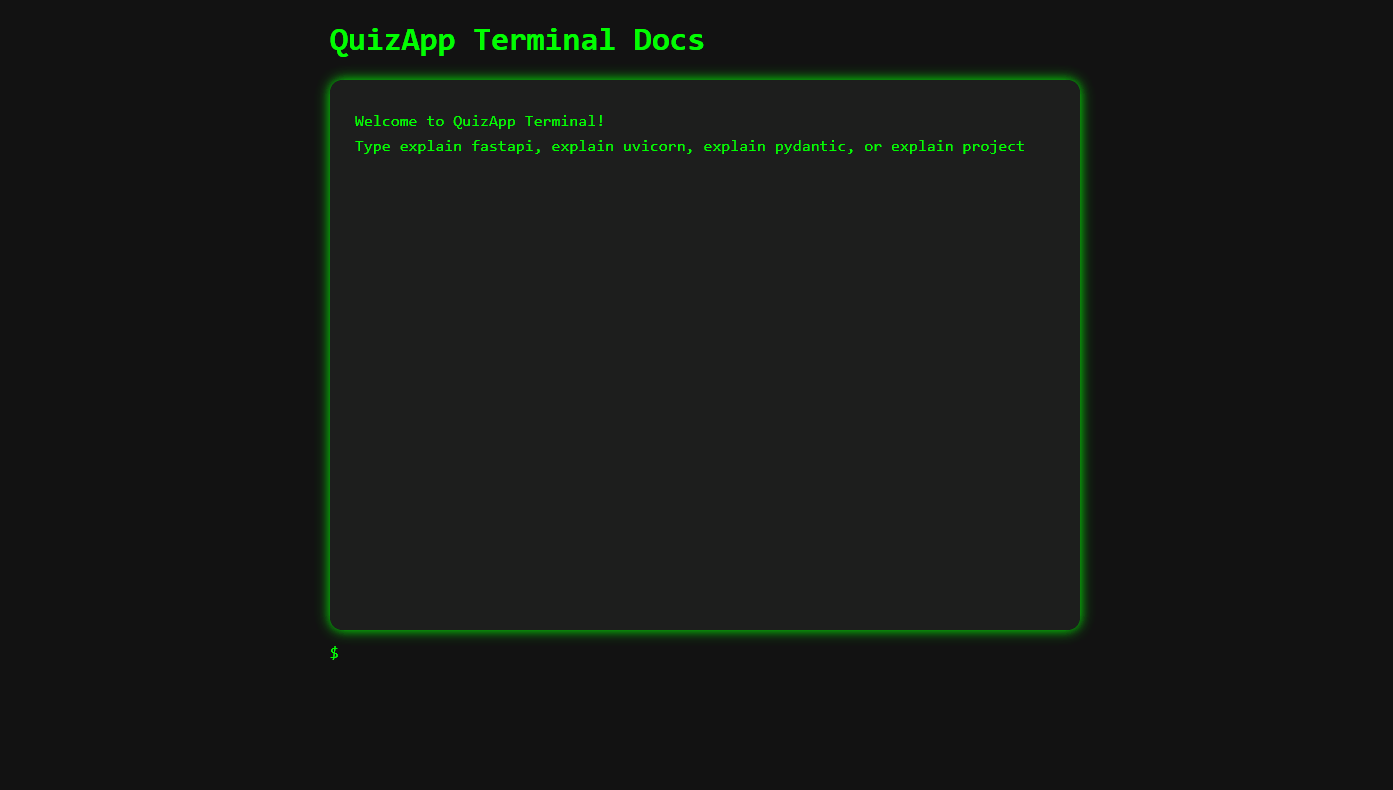 QuizApp Terminal Docs
Welcome to QuizApp Terminal!
Type explain fastapi, explain uvicorn, explain pydantic, or explain project
$